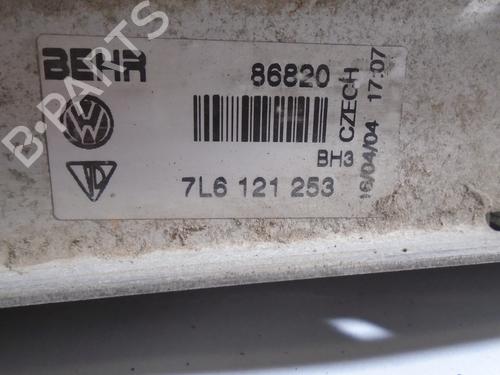 BEHR
86820
BH3
7L6 121 253
CZECH
16/04/04 17:07
B-PARTS